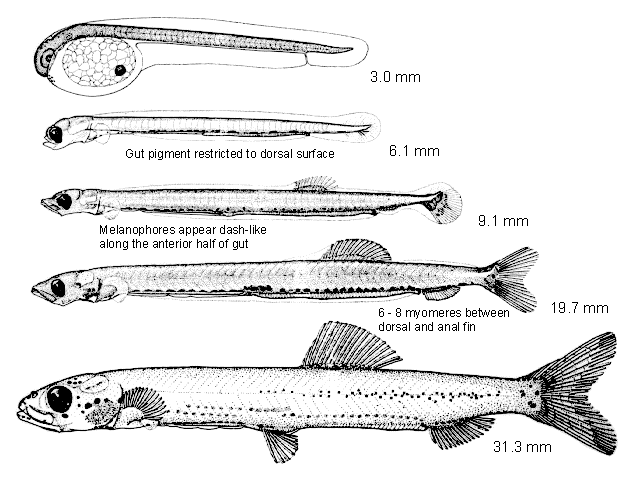 3.0 mm
6.1 mm
Gut pigment restricted to dorsal surface
9.1 mm
Melanophores appear dash-like
along the anterior half of gut
19.7 mm
6 - 8 myomeres between
dorsal and anal fin
31.3 mm